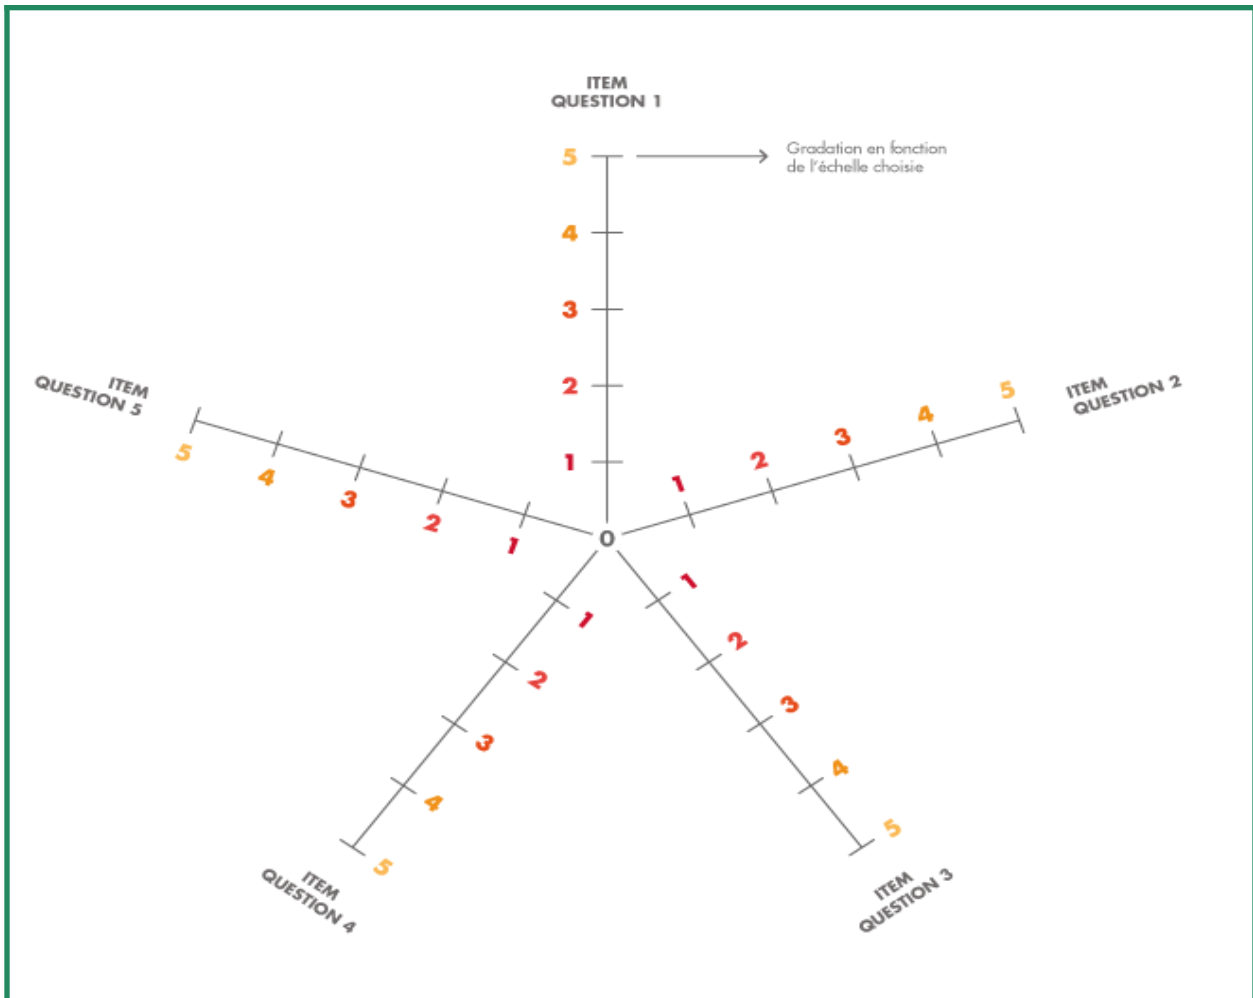 ITEM
QUESTION 1
5
Gradation en fonction
de l'échelle choisie
4
3
2
1
ITEM
QUESTION 2
5
4
3
2
1
ITEM
QUESTION 5
5
4
3
2
1
0
1
2
3
4
5
ITEM
QUESTION 4
1
2
3
4
5
ITEM
QUESTION 3